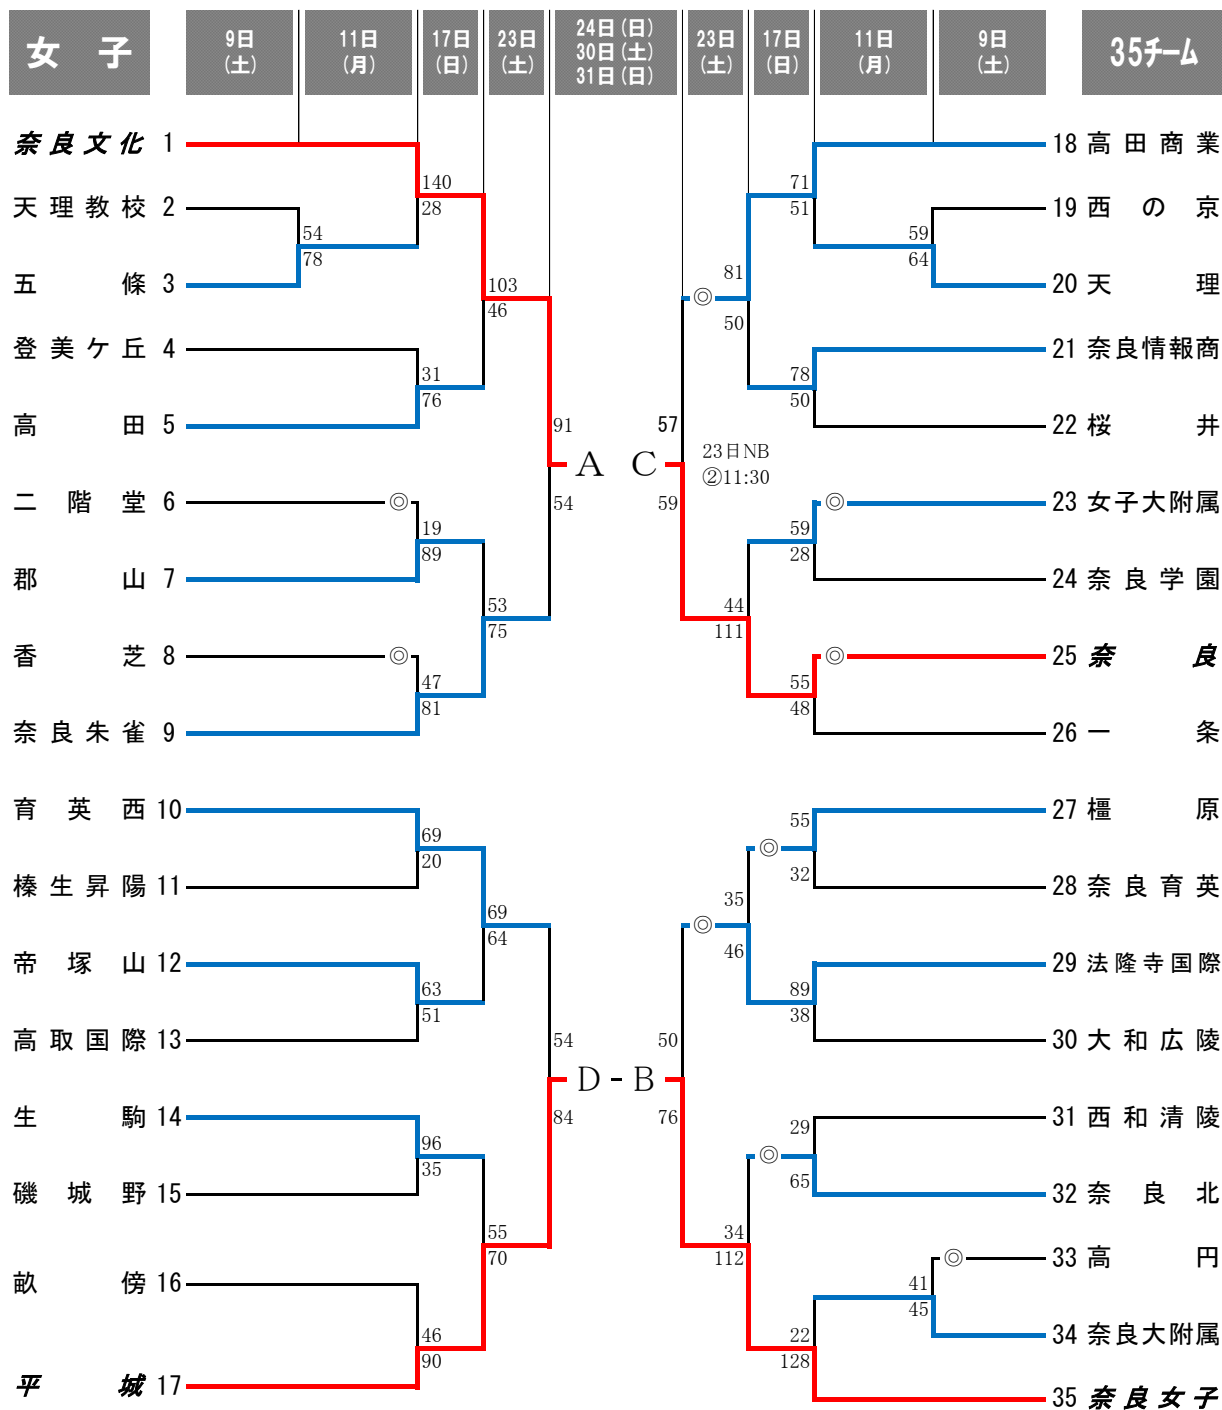 女 子
9日
(土)
11日
(月)
17日
(日)
23日
(土)
24日(日)
30日(土)
31日(日)
23日
(土)
17日
(日)
11日
(月)
9日
(土)
35チーム
奈良文化 1
天理教校 2
五條 3
登美ケ丘 4
高田 5
二階堂 6 ◎
郡山 7
香芝 8 ◎
奈良朱雀 9
育英西 10
榛生昇陽 11
帝塚山 12
高取国際 13
生駒 14
磯城野 15
畝傍 16
平城 17
54
78
140
28
31
76
19
89
47
81
69
20
63
51
96
35
46
90
103
46
53
75
69
64
55
70
91
54
54
84
A C
D - B
57
59
50
76
23日NB
②11:30
◎
81
50
44
111
◎
35
46
34
112
71
51
78
50
59
28
55
48
◎
55
32
89
38
◎
29
65
22
128
59
64
41
45
18 高田商業
19 西の京
20 天理
21 奈良情報商
22 桜井
◎ 23 女子大附属
24 奈良学園
◎ 25 奈良
26 一条
27 橿原
28 奈良育英
29 法隆寺国際
30 大和広陵
31 西和清陵
32 奈良北
◎ 33 高円
34 奈良大附属
35 奈良女子